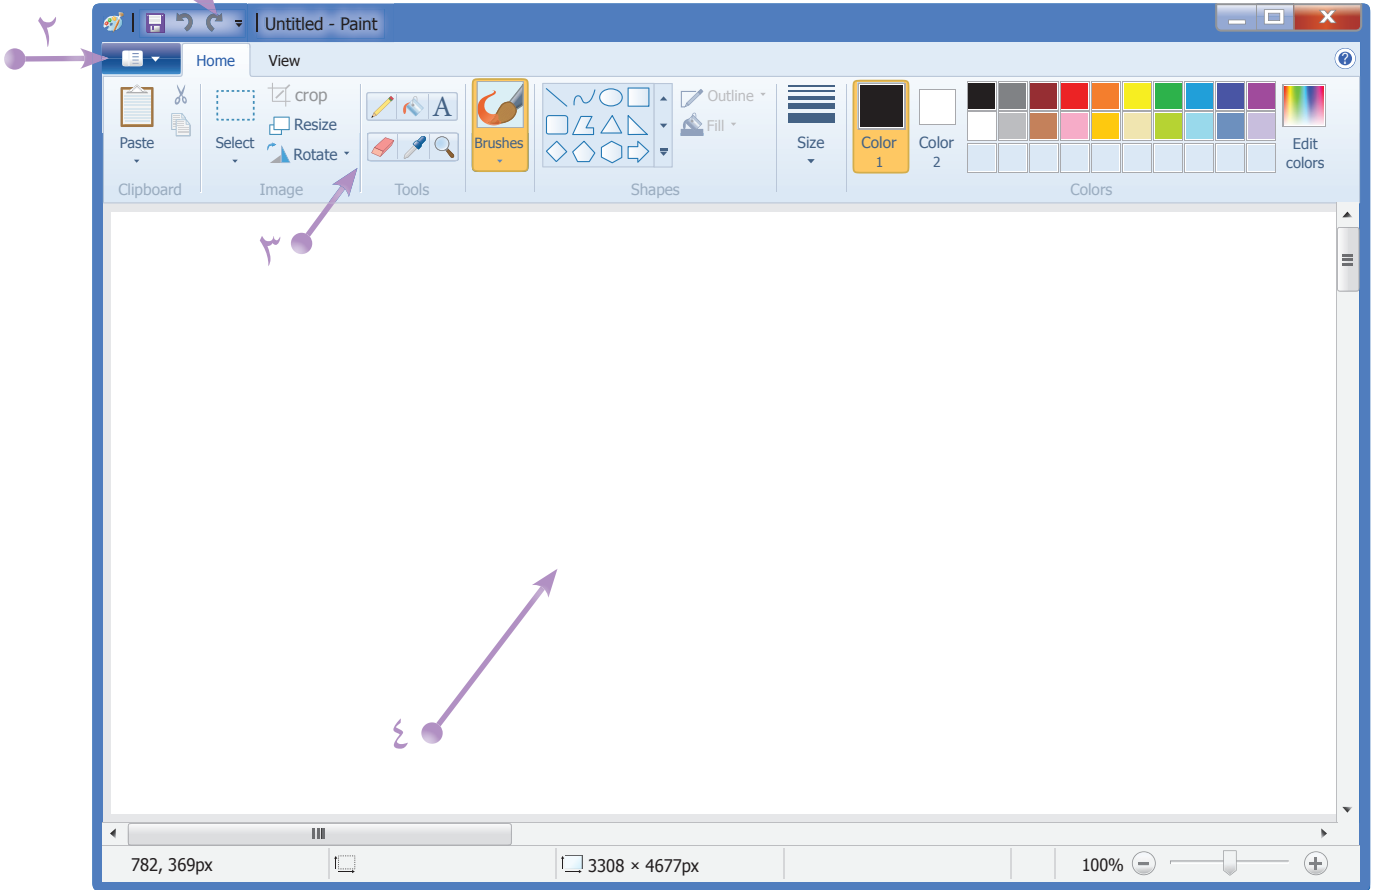 Untitled - Paint
٢
Home View
Paste
Clipboard
Select
crop
Resize
Rotate
Image
A
Tools
Brushes
Shapes
Outline
Fill
Size
Color 1
Color 2
Colors
Edit colors
٣
٤
782, 369px
3308 × 4677px
100%